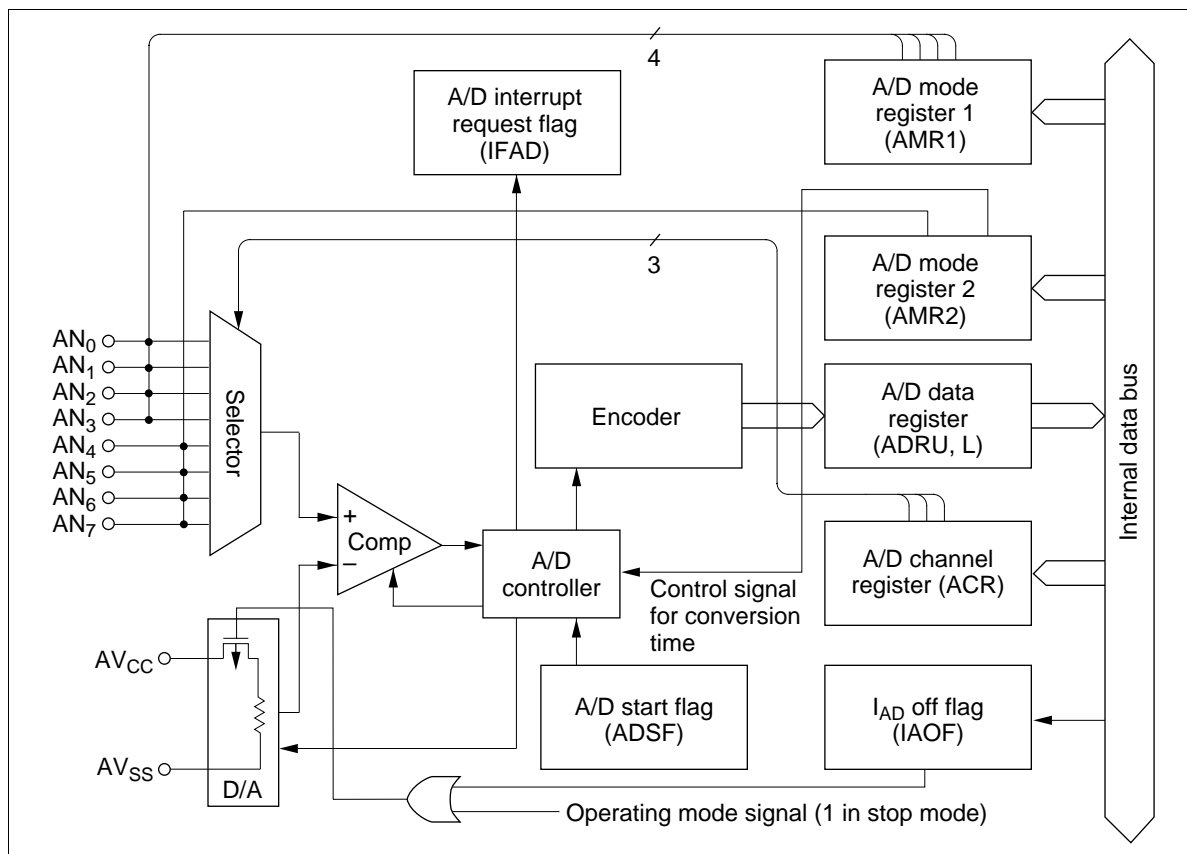 4
A/D interrupt
request flag
(IFAD)
A/D mode
register 1
(AMR1)
3
A/D mode
register 2
(AMR2)
AN0
AN1
AN2
AN3
AN4
AN5
AN6
AN7
Selector
Encoder
A/D data
register
(ADRU, L)
Internal data bus
+
Comp
−
A/D
controller
Control signal
for conversion
time
A/D channel
register (ACR)
AVCC
AVSS
D/A
A/D start flag
(ADSF)
IAD off flag
(IAOF)
Operating mode signal (1 in stop mode)